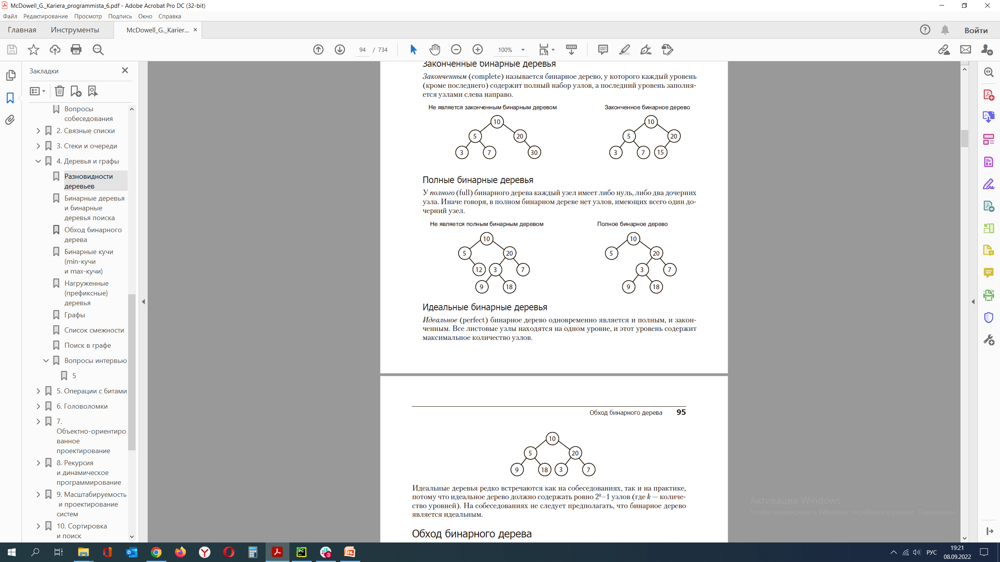 McDowell_G._Kariera_programmista_6.pdf - Adobe Acrobat Pro DC (32-bit)
Файл Редактирование Просмотр Подпись Окно Справка
Главная Инструменты McDowell_G._Karier... × Войти
94 / 734 100%
Закладки
Вопросы
собеседования
2. Связные списки
3. Стеки и очереди
4. Деревья и графы
Разновидности
деревьев
Бинарные деревья
и бинарные
деревья поиска
Обход бинарного
дерева
Бинарные кучи
(min-кучи
и max-кучи)
Нагруженные
(префиксные)
деревья
Графы
Список смежности
Поиск в графе
Вопросы интервью
5
5. Операции с битами
6. Головоломки
7.
Объектно-ориентиро
ванное
проектирование
8. Рекурсия
и динамическое
программирование
9. Масштабируемость
и проектирование
систем
10. Сортировка
и поиск
Законченные бинарные деревья
Законченным (complete) называется бинарное дерево, у которого каждый уровень
(кроме последнего) содержит полный набор узлов, а последний уровень заполня-
ется узлами слева направо.
Не является законченным бинарным деревом Законченное бинарное дерево
10 10
5 20 5 20
3 7 30 3 7 15
Полные бинарные деревья
У полного (full) бинарного дерева каждый узел имеет либо нуль, либо два дочерних
узла. Иначе говоря, в полном бинарном дереве нет узлов, имеющих всего один до-
черний узел.
Не является полным бинарным деревом Полное бинарное дерево
10 10
5 20 5 20
12 3 7 3 7
9 18 9 18
Идеальные бинарные деревья
Идеальное (perfect) бинарное дерево одновременно является и полным, и закон-
ченным. Все листовые узлы находятся на одном уровне, и этот уровень содержит
максимальное количество узлов.
Обход бинарного дерева 95
10
5 20
9 18 3 7
Идеальные деревья редко встречаются как на собеседованиях, так и на практике,
потому что идеальное дерево должно содержать ровно 2ᵏ–1 узлов (где k — количе-
ство уровней). На собеседованиях не следует предполагать, что бинарное дерево
является идеальным.
Обход бинарного дерева
Активация Windows
Чтобы активировать Windows, перейдите в раздел "Параметры".
PC
3
РУС
19:21
08.09.2022